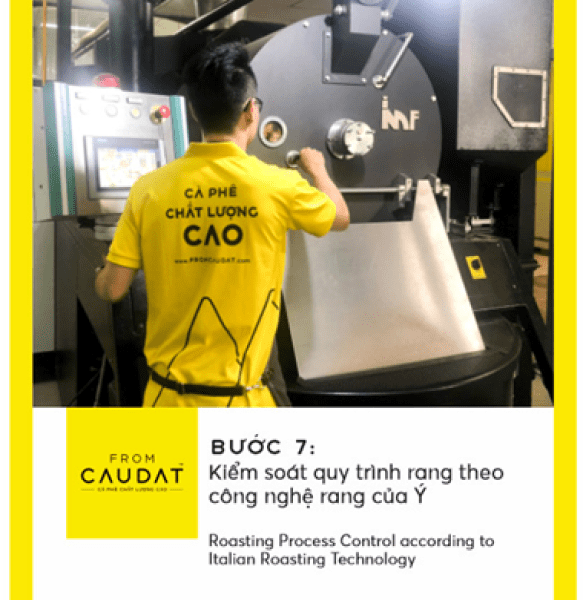 imf
CÀ PHÊ
CHẤT LƯỢNG
CAO
www.FROMCAUDAT.com
FROM
CAUDAT™
CÀ PHÊ CHẤT LƯỢNG CAO
BƯỚC 7:
Kiểm soát quy trình rang theo
công nghệ rang của Ý
Roasting Process Control according to
Italian Roasting Technology